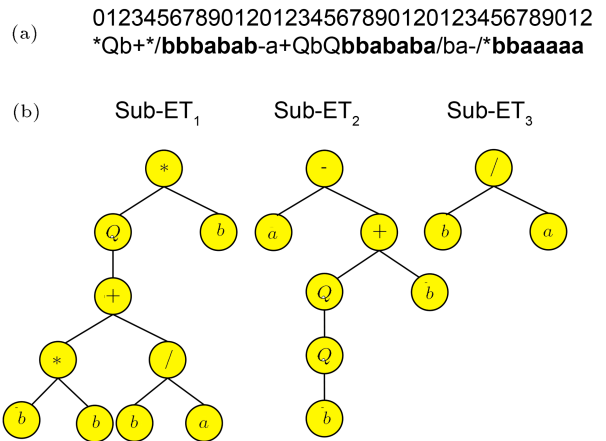 (a) 012345678901201234567890120123456789012
*Qb+*/bbbabab-a+QbQbbababa/ba-/*bbaaaaa
(b) Sub-ET1 Sub-ET2 Sub-ET3
* - /
Q b a + b a
+ Q b
* / Q
b b b a b